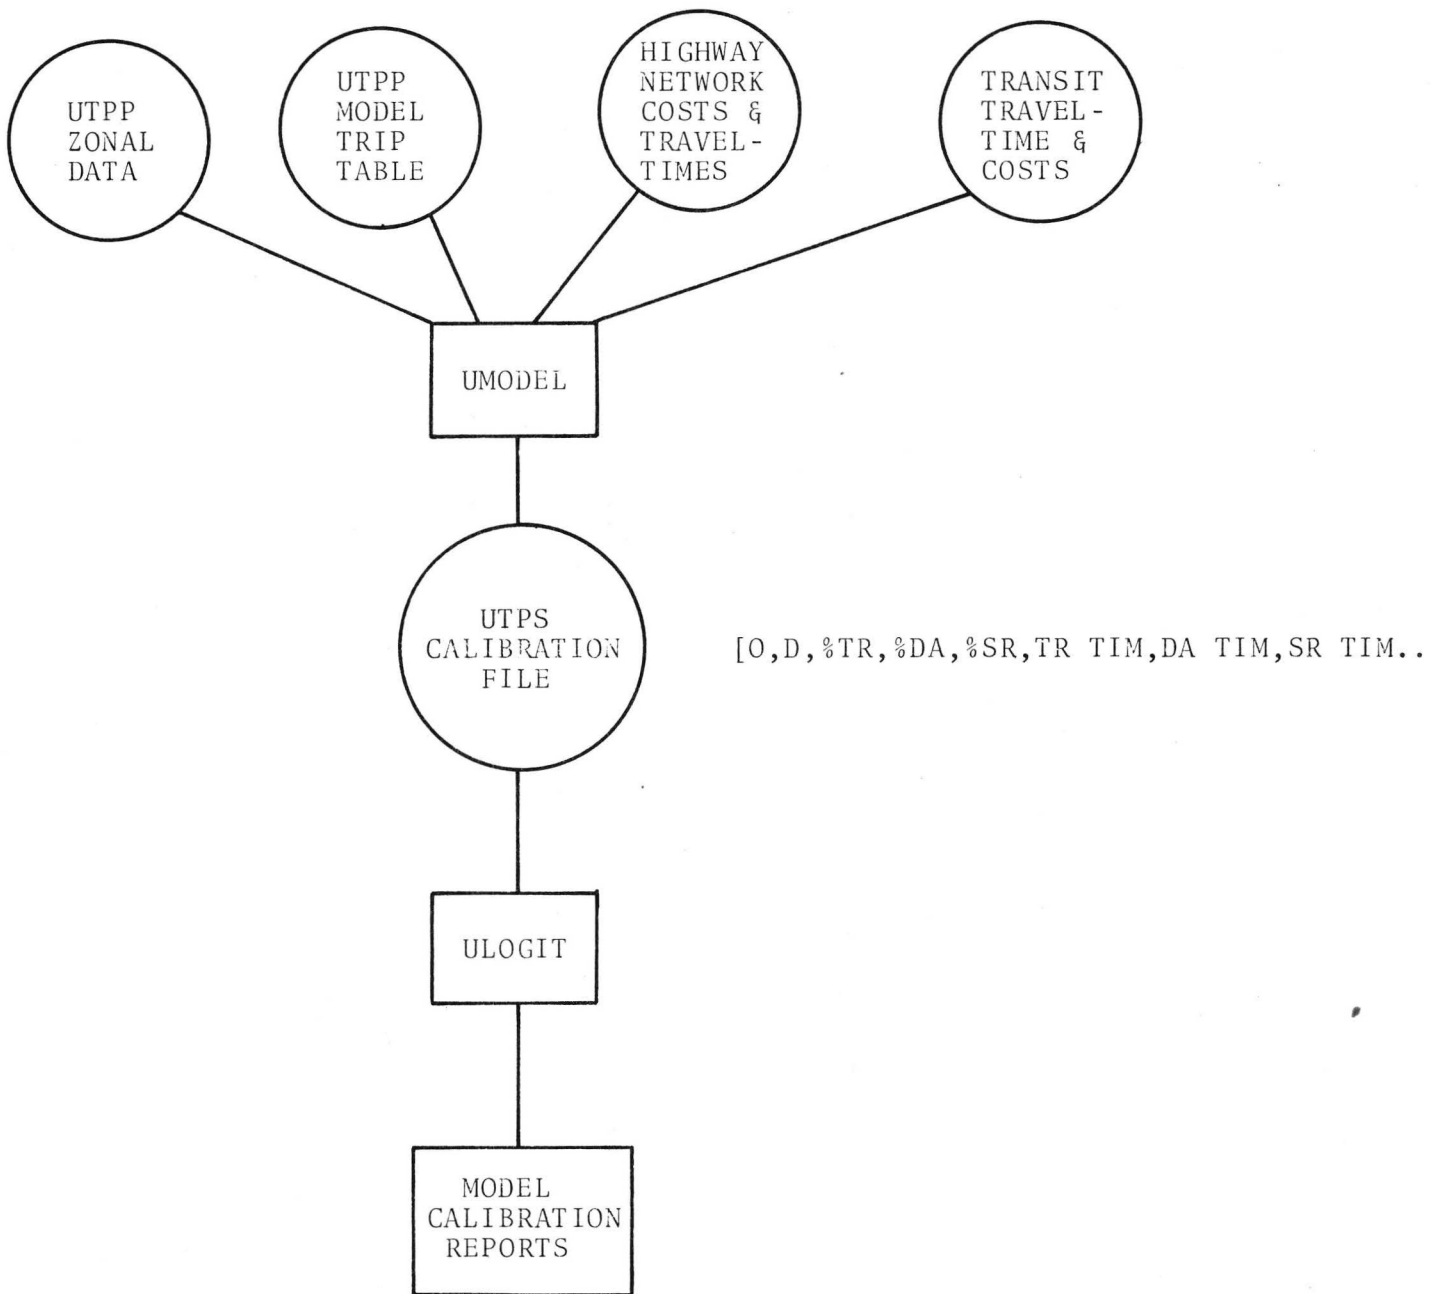 UTPP
ZONAL
DATA
UTPP
MODEL
TRIP
TABLE
HIGHWAY
NETWORK
COSTS &
TRAVEL-
TIMES
TRANSIT
TRAVEL-
TIME &
COSTS
UMODEL
UTPS
CALIBRATION
FILE
[O,D,%TR,%DA,%SR,TR TIM,DA TIM,SR TIM..
ULOGIT
MODEL
CALIBRATION
REPORTS